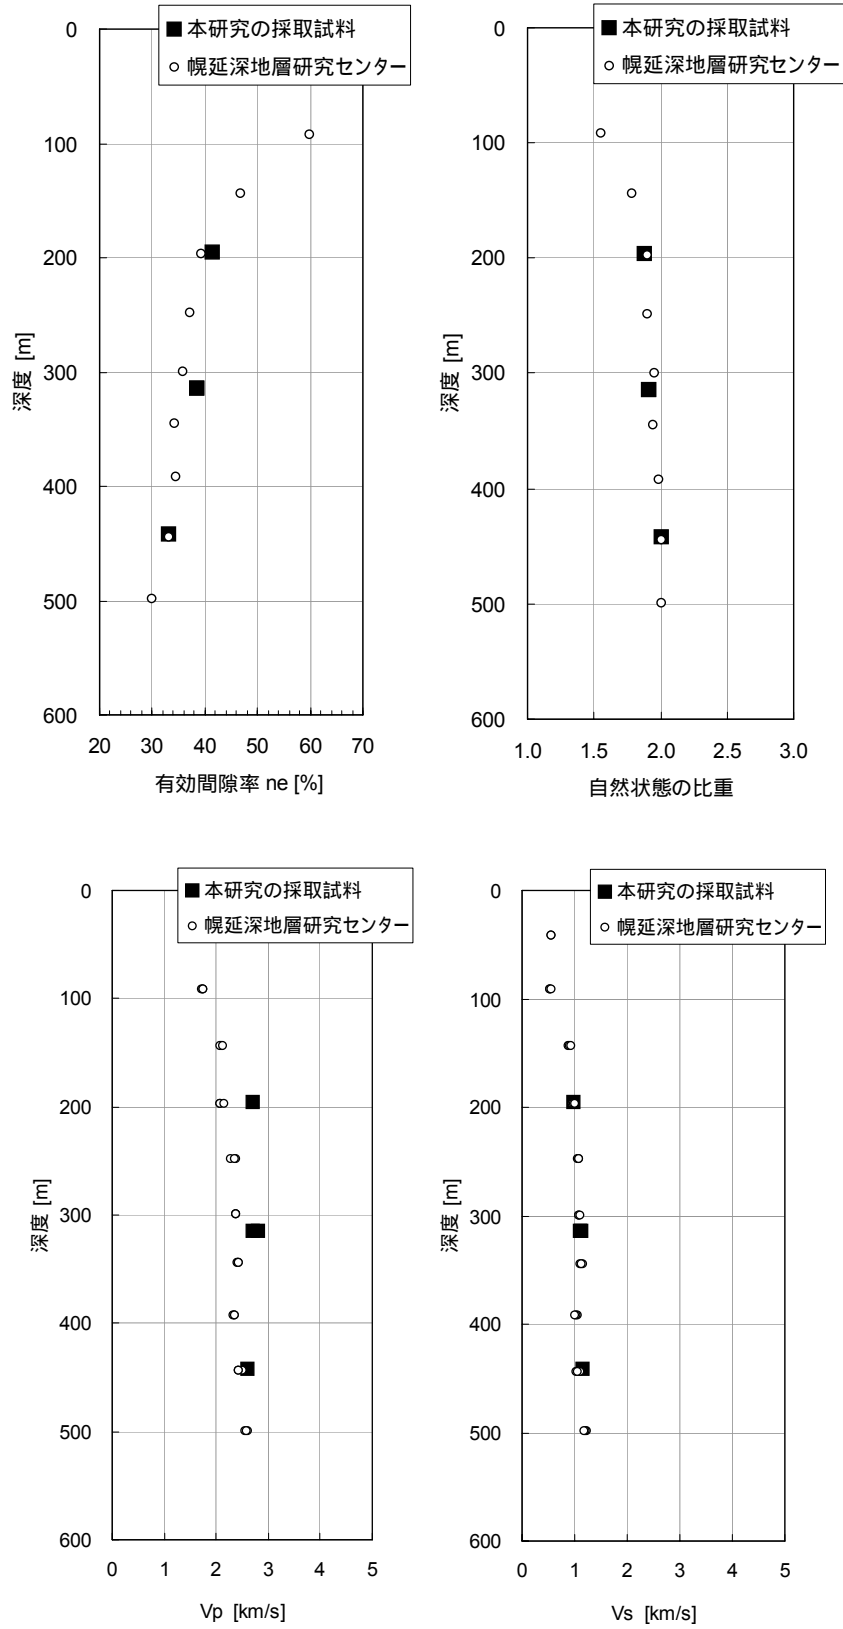 本研究の採取試料
幌延深地層研究センター
0
100
200
300
400
500
600
深度 [m]
20 30 40 50 60 70
有効間隙率 ne [%]
本研究の採取試料
幌延深地層研究センター
0
100
200
300
400
500
600
深度 [m]
1.0 1.5 2.0 2.5 3.0
自然状態の比重
本研究の採取試料
幌延深地層研究センター
0
100
200
300
400
500
600
深度 [m]
0 1 2 3 4 5
Vp [km/s]
本研究の採取試料
幌延深地層研究センター
0
100
200
300
400
500
600
深度 [m]
0 1 2 3 4 5
Vs [km/s]